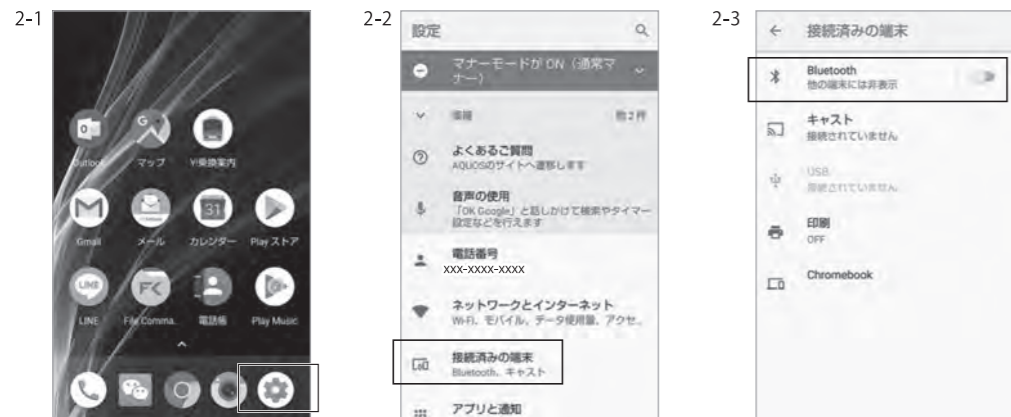 2-1
Outlook
マップ
Y!乗換案内
31
Gmail
メール
カレンダー
Play ストア
LINE
LINE
File Comma..
電話帳
Play Music
2-2
設定
マナーモードが ON（通常マ
ナー）
他2件
よくあるご質問
AQUOSのサイトへ遷移します
音声の使用
「OK Google」と話しかけて検索やタイマー
設定などを行えます
電話番号
xxx-xxxx-xxxx
ネットワークとインターネット
Wi-Fi、モバイル、データ使用量、アクセ..
接続済みの端末
Bluetooth、キャスト
アプリと通知
2-3
接続済みの端末
Bluetooth
他の端末には非表示
キャスト
接続されていません
USB
接続されていません
印刷
OFF
Chromebook